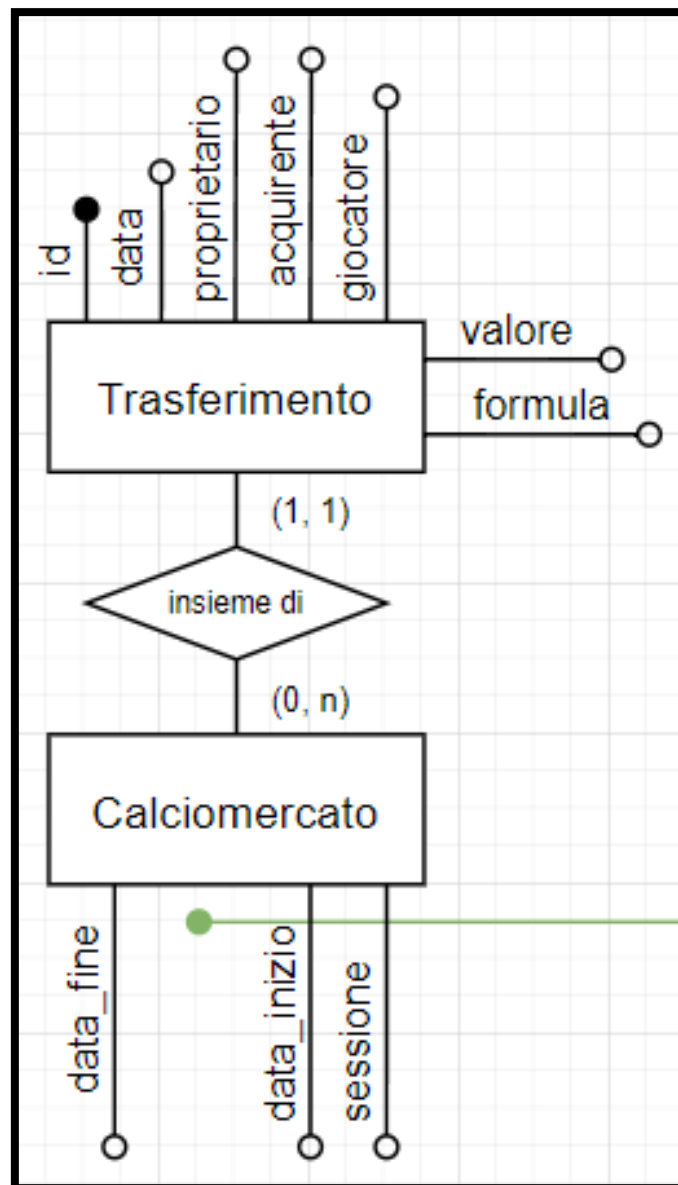 id
data
proprietario
acquirente
giocatore
valore
formula
Trasferimento
(1, 1)
insieme di
(0, n)
Calciomercato
data_fine
data_inizio
sessione